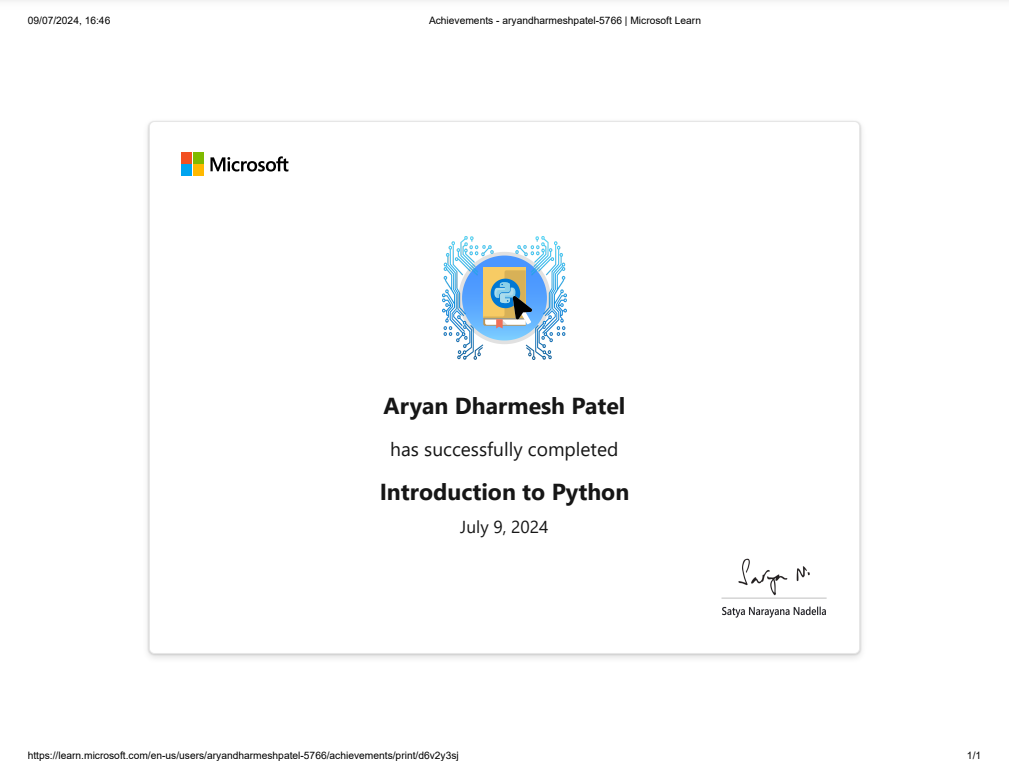 09/07/2024, 16:46 Achievements - aryandharmeshpatel-5766 | Microsoft Learn
Microsoft
Aryan Dharmesh Patel
has successfully completed
Introduction to Python
July 9, 2024
Satya N.
Satya Narayana Nadella
https://learn.microsoft.com/en-us/users/aryandharmeshpatel-5766/achievements/print/d6v2y3sj 1/1